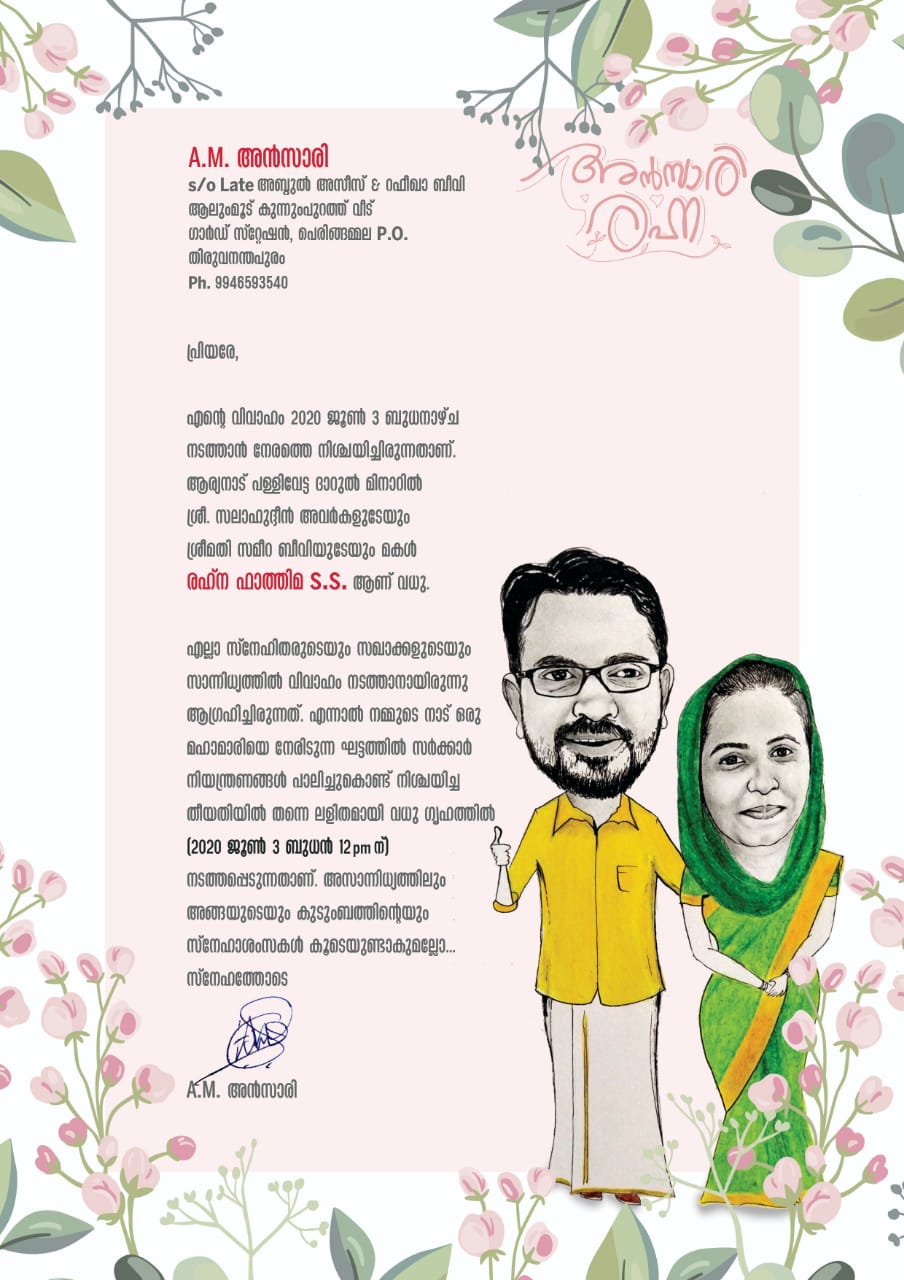 A.M. അൻസാരി
s/o Late അബ്ദുൽ അസീസ് & റഫീഖാ ബീവി
ആലുംമൂട് കുന്നുംപുറത്ത് വീട്
ഗാർഡ് സ്റ്റേഷൻ, പെരിങ്ങമ്മല P.O.
തിരുവനന്തപുരം
Ph. 9946593540
അൻസാരി
രഹ്ന
പ്രിയരേ,
എന്റെ വിവാഹം 2020 ജൂൺ 3 ബുധനാഴ്ച
നടത്താൻ നേരത്തെ നിശ്ചയിച്ചിരുന്നതാണ്.
ആര്യനാട് പള്ളിവേട്ട ദാറുൽ മിനാറിൽ
ശ്രീ. സലാഹുദ്ദീൻ അവർകളുടേയും
ശ്രീമതി സമീറ ബീവിയുടേയും മകൾ
രഹ്ന ഫാത്തിമ S.S. ആണ് വധു.
എല്ലാ സ്നേഹിതരുടെയും സഖാക്കളുടെയും
സാന്നിധ്യത്തിൽ വിവാഹം നടത്താനായിരുന്നു
ആഗ്രഹിച്ചിരുന്നത്. എന്നാൽ നമ്മുടെ നാട് ഒരു
മഹാമാരിയെ നേരിടുന്ന ഘട്ടത്തിൽ സർക്കാർ
നിയന്ത്രണങ്ങൾ പാലിച്ചുകൊണ്ട് നിശ്ചയിച്ച
തീയതിയിൽ തന്നെ ലളിതമായി വധു ഗൃഹത്തിൽ
(2020 ജൂൺ 3 ബുധൻ 12 pm ന്)
നടത്തപ്പെടുന്നതാണ്. അസാന്നിധ്യത്തിലും
അങ്ങയുടെയും കുടുംബത്തിന്റെയും
സ്നേഹാശംസകൾ കൂടെയുണ്ടാകുമല്ലോ...
സ്നേഹത്തോടെ
A.M. അൻസാരി